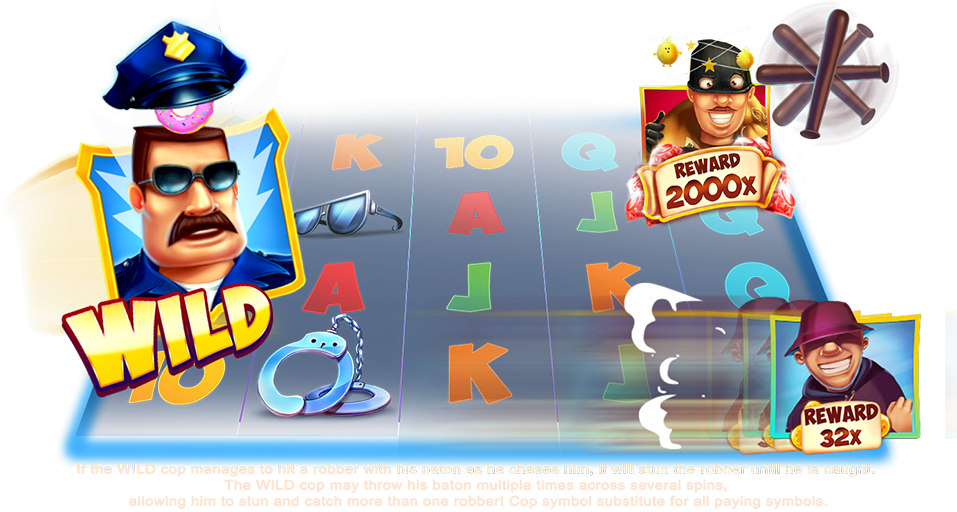 K 10 Q
REWARD
2000X
A J Q
A J K Q
WILD
10 K J
REWARD
32X
If the WILD cop manages to hit a robber with his baton as he chases him, it will stun the robber until he is caught.
The WILD cop may throw his baton multiple times across several spins,
allowing him to stun and catch more than one robber! Cop symbol substitute for all paying symbols.